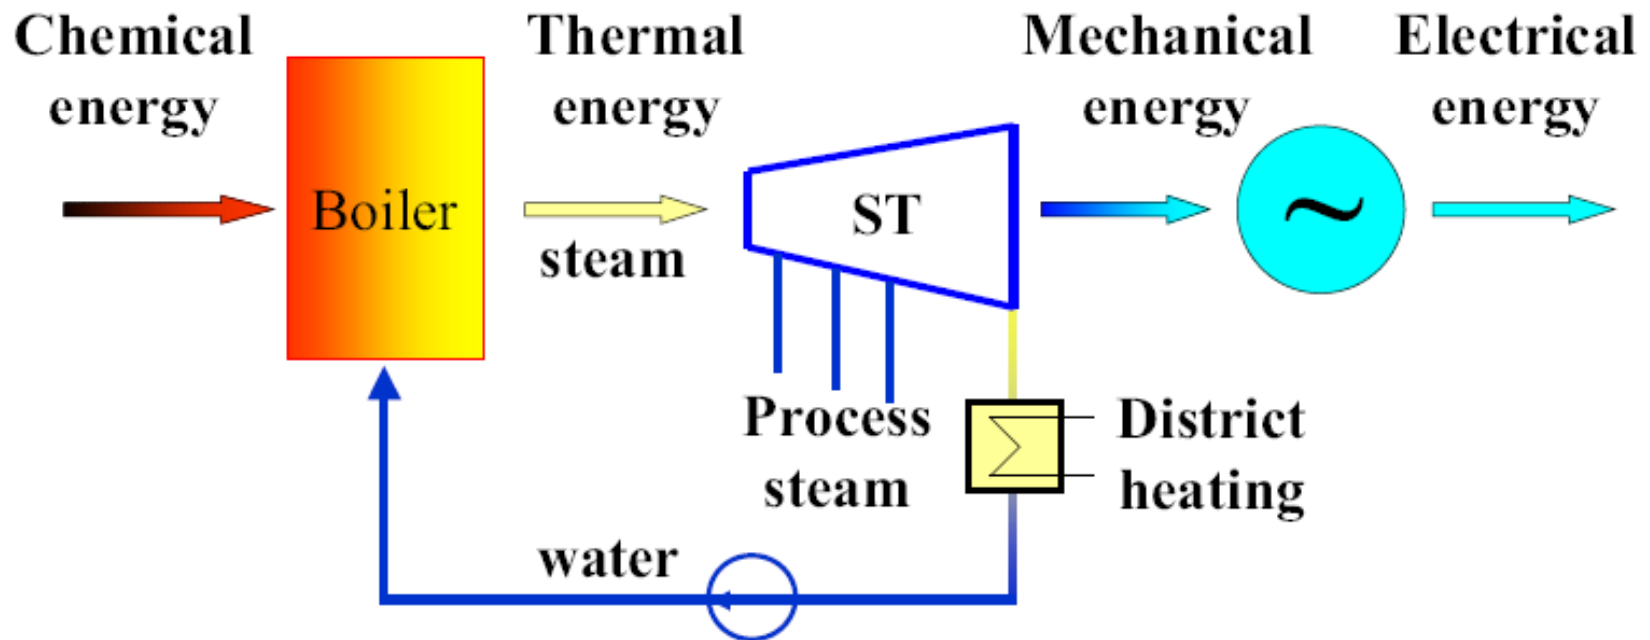 Chemical
energy
Thermal
energy
Mechanical
energy
Electrical
energy
Boiler
steam
ST
~
Process
steam
District
heating
water